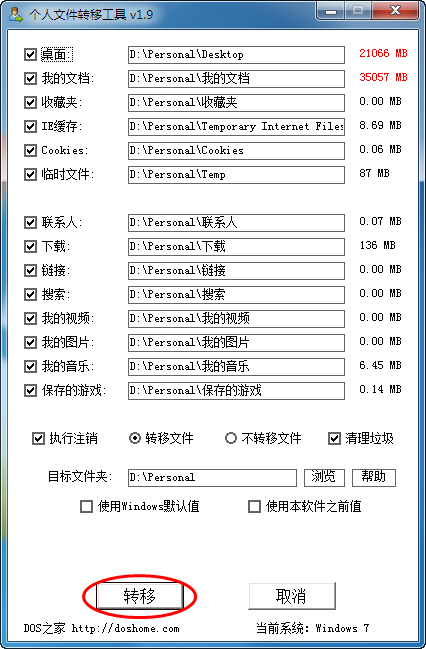 个人文件转移工具 v1.9
桌面: D:\Personal\Desktop 21066 MB
我的文档: D:\Personal\我的文档 35057 MB
收藏夹: D:\Personal\收藏夹 0.00 MB
IE缓存: D:\Personal\Temporary Internet Files 8.69 MB
Cookies: D:\Personal\Cookies 0.06 MB
临时文件: D:\Personal\Temp 87 MB
联系人: D:\Personal\联系人 0.07 MB
下载: D:\Personal\下载 136 MB
链接: D:\Personal\链接 0.00 MB
搜索: D:\Personal\搜索 0.00 MB
我的视频: D:\Personal\我的视频 0.00 MB
我的图片: D:\Personal\我的图片 0.00 MB
我的音乐: D:\Personal\我的音乐 6.45 MB
保存的游戏: D:\Personal\保存的游戏 0.14 MB
执行注销 转移文件 不转移文件 清理垃圾
目标文件夹: D:\Personal 浏览 帮助
使用Windows默认值 使用本软件之前值
转移 取消
DOS之家 http://doshome.com 当前系统: Windows 7